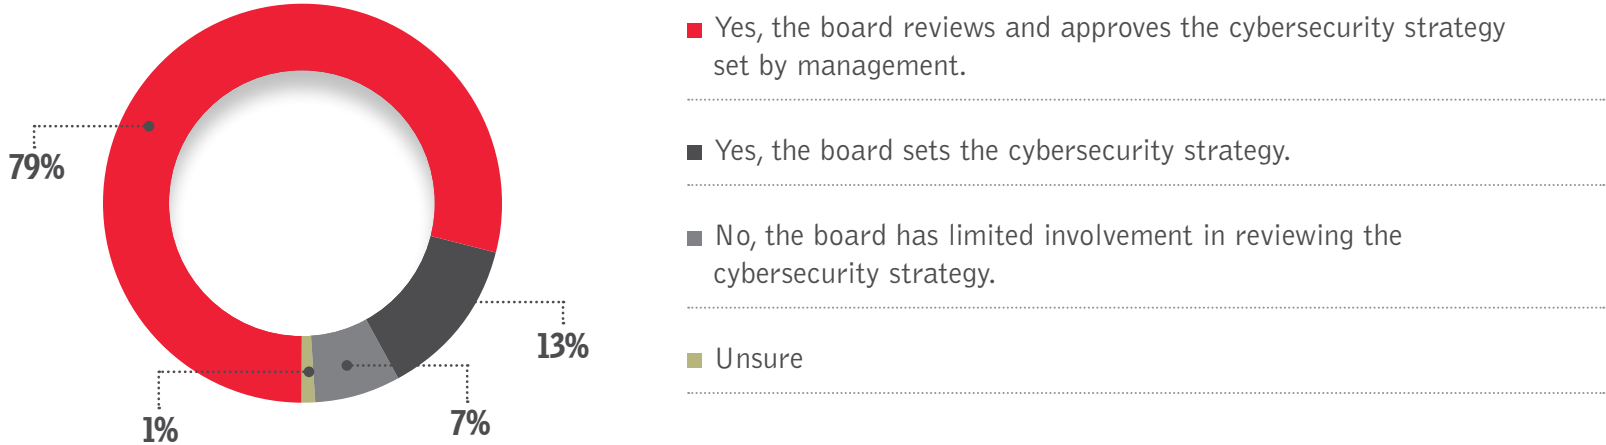 79%
13%
7%
1%
Yes, the board reviews and approves the cybersecurity strategy
set by management.
Yes, the board sets the cybersecurity strategy.
No, the board has limited involvement in reviewing the
cybersecurity strategy.
Unsure